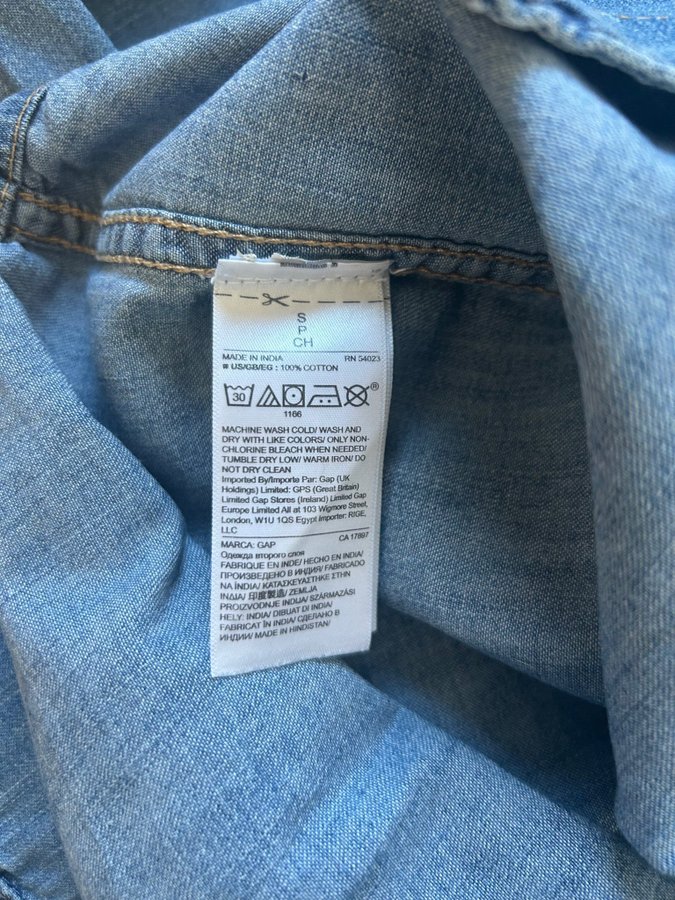 S
P
CH
MADE IN INDIA RN 54023
# US/GB/EG : 100% COTTON
30
®
1166
MACHINE WASH COLD/ WASH AND
DRY WITH LIKE COLORS/ ONLY NON-
CHLORINE BLEACH WHEN NEEDED/
TUMBLE DRY LOW/ WARM IRON/ DO
NOT DRY CLEAN
Imported By/Importe Par: Gap (UK
Holdings) Limited: GPS (Great Britain)
Limited Gap Stores (Ireland) Limited Gap
Europe Limited All at 103 Wigmore Street,
London, W1U 1QS Egypt Importer: RIGE,
LLC
CA 17897
MARCA: GAP
Одежда второго слоя
FABRIQUE EN INDE/ HECHO EN INDIA/
ПРОИЗВЕДЕНО В ИНДИЯ/ FABRICADO
NA ÍNDIA/ ΚΑΤΑΣΚΕΥΑΣΤΗΚΕ ΣΤΗΝ
ΙΝΔΙΑ/ 印度製造/ ZEMLJA
PROIZVODNJE INDIJA/ SZÁRMAZÁSI
HELY: INDIA/ DIBUAT DI INDIA/
FABRICAT ÎN INDIA/ СДЕЛАНО В
ИНДИИ/ MADE IN HINDISTAN/